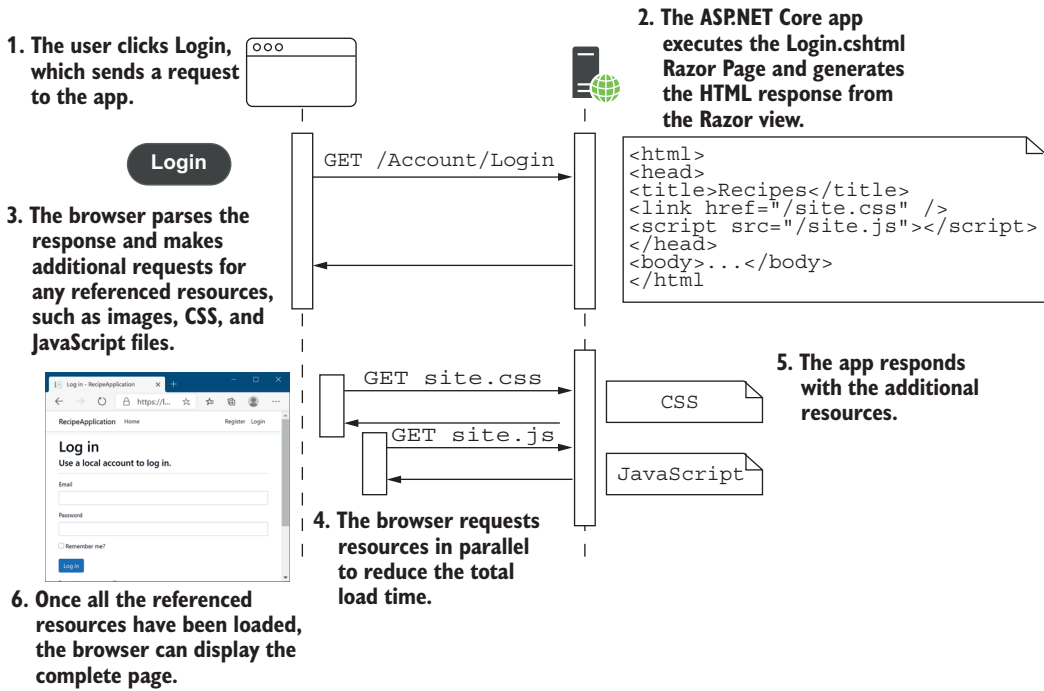 1. The user clicks Login,
which sends a request
to the app.
2. The ASP.NET Core app
executes the Login.cshtml
Razor Page and generates
the HTML response from
the Razor view.
Login
GET /Account/Login
<html>
<head>
<title>Recipes</title>
<link href="/site.css" />
<script src="/site.js"></script>
</head>
<body>...</body>
</html
3. The browser parses the
response and makes
additional requests for
any referenced resources,
such as images, CSS, and
JavaScript files.
Log in - RecipeApplication
https://l...
RecipeApplication Home Register Login
Log in
Use a local account to log in.
Email
Password
Remember me?
Log in
GET site.css
CSS
GET site.js
JavaScript
5. The app responds
with the additional
resources.
4. The browser requests
resources in parallel
to reduce the total
load time.
6. Once all the referenced
resources have been loaded,
the browser can display the
complete page.